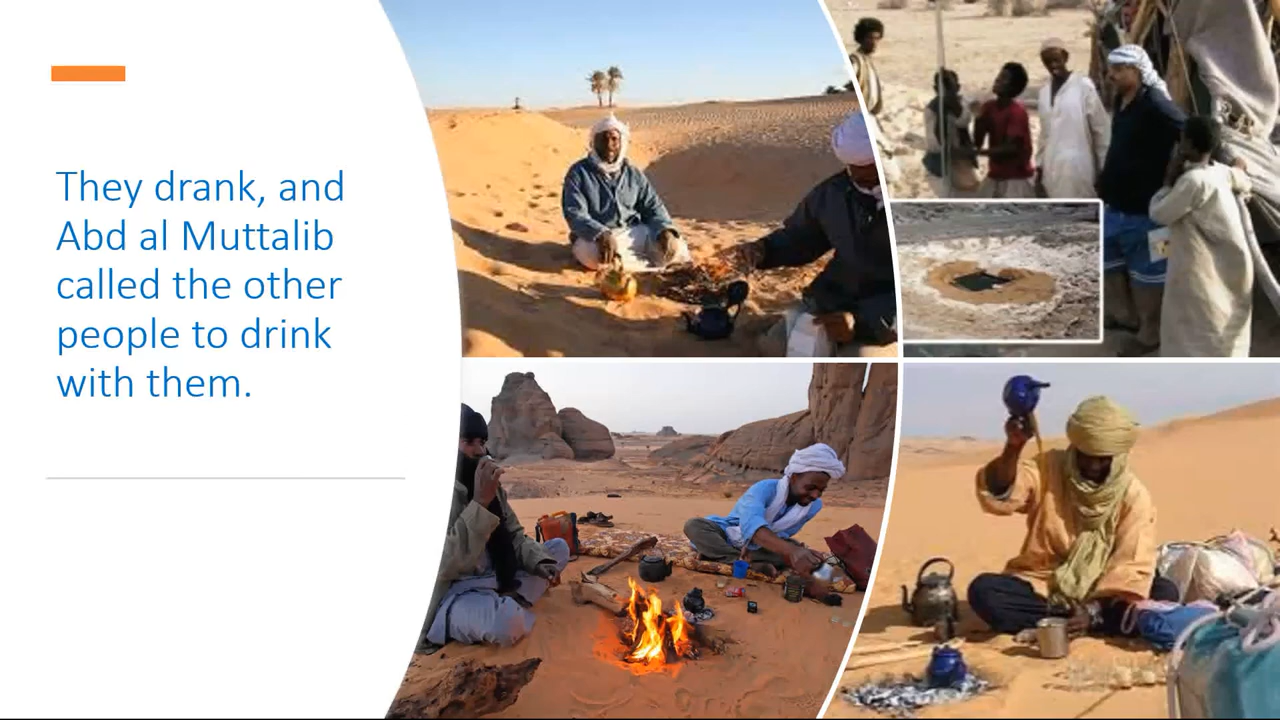 They drank, and
Abd al Muttalib
called the other
people to drink
with them.